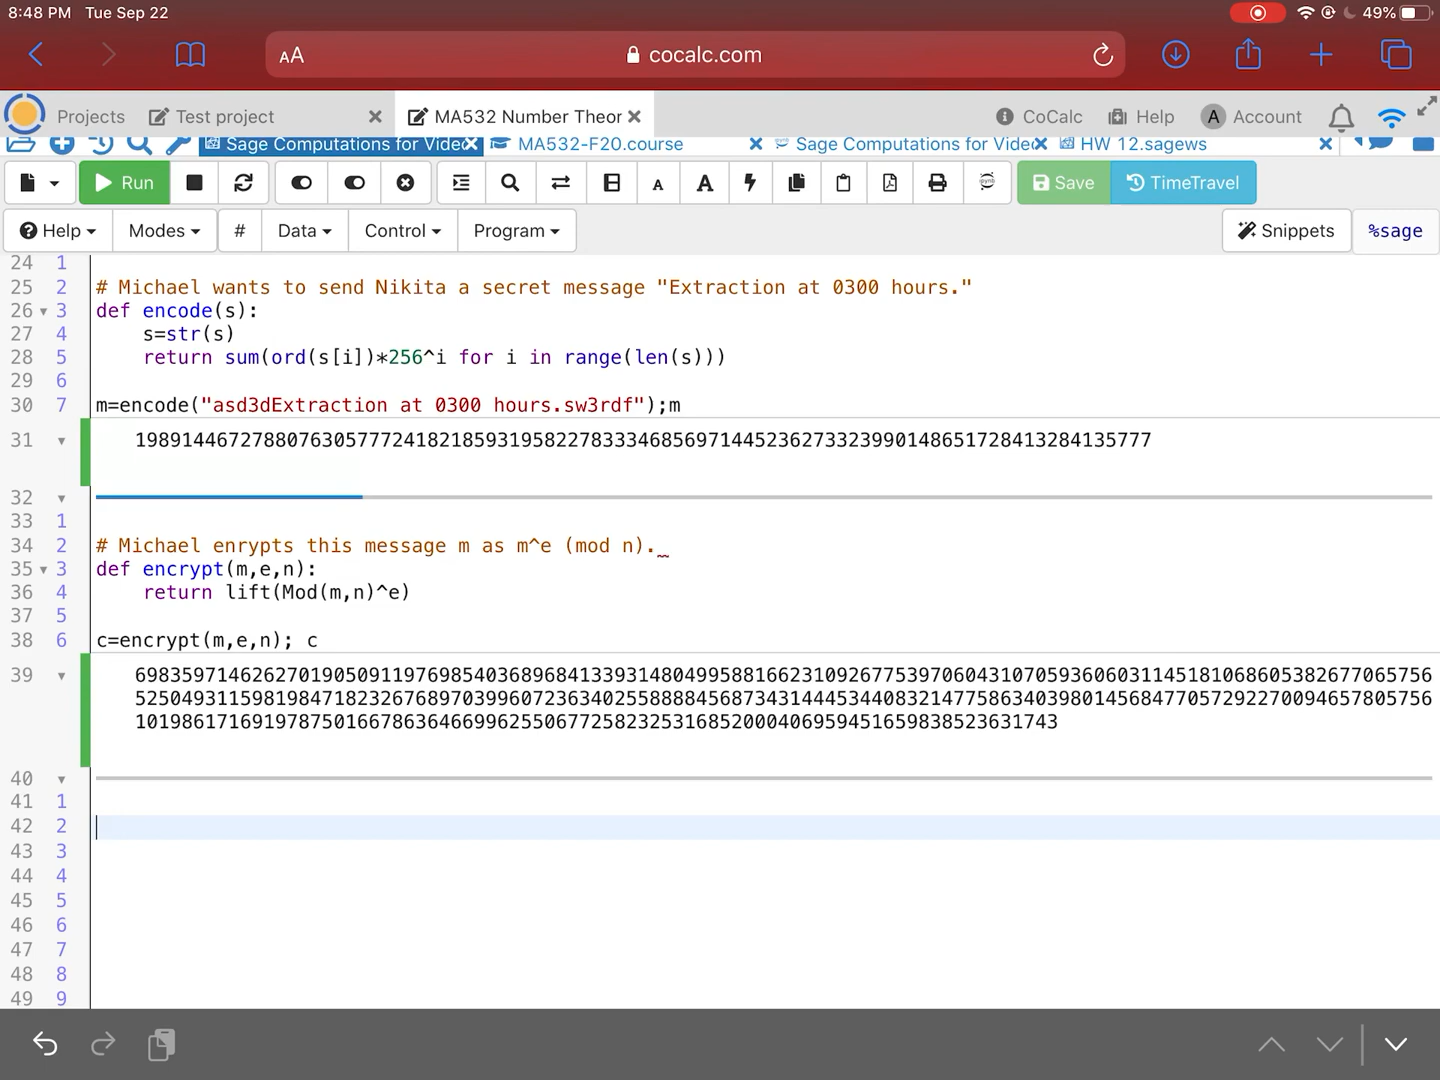 8:48 PM Tue Sep 22 49%
AA cocalc.com
Projects Test project MA532 Number Theor CoCalc Help A Account
Sage Computations for Videc MA532-F20.course Sage Computations for Videc HW 12.sagews
Run A A Save TimeTravel
Help Modes # Data Control Program Snippets %sage
24 1
25 2 # Michael wants to send Nikita a secret message "Extraction at 0300 hours."
26 3 def encode(s):
27 4 s=str(s)
28 5 return sum(ord(s[i])*256^i for i in range(len(s)))
29 6
30 7 m=encode("asd3dExtraction at 0300 hours.sw3rdf");m
31 198914467278807630577724182185931958227833346856971445236273323990148651728413284135777
32
33 1
34 2 # Michael enrypts this message m as m^e (mod n).
35 3 def encrypt(m,e,n):
36 4 return lift(Mod(m,n)^e)
37 5
38 6 c=encrypt(m,e,n); c
39 698359714626270190509119769854036896841339314804995881662310926775397060431070593606031145181068605382677065756
525049311598198471823267689703996072363402558888456873431444534408321477586340398014568477057292270094657805756
1019861716919787501667863646699625506772582325316852000406959451659838523631743
40
41 1
42 2
43 3
44 4
45 5
46 6
47 7
48 8
49 9